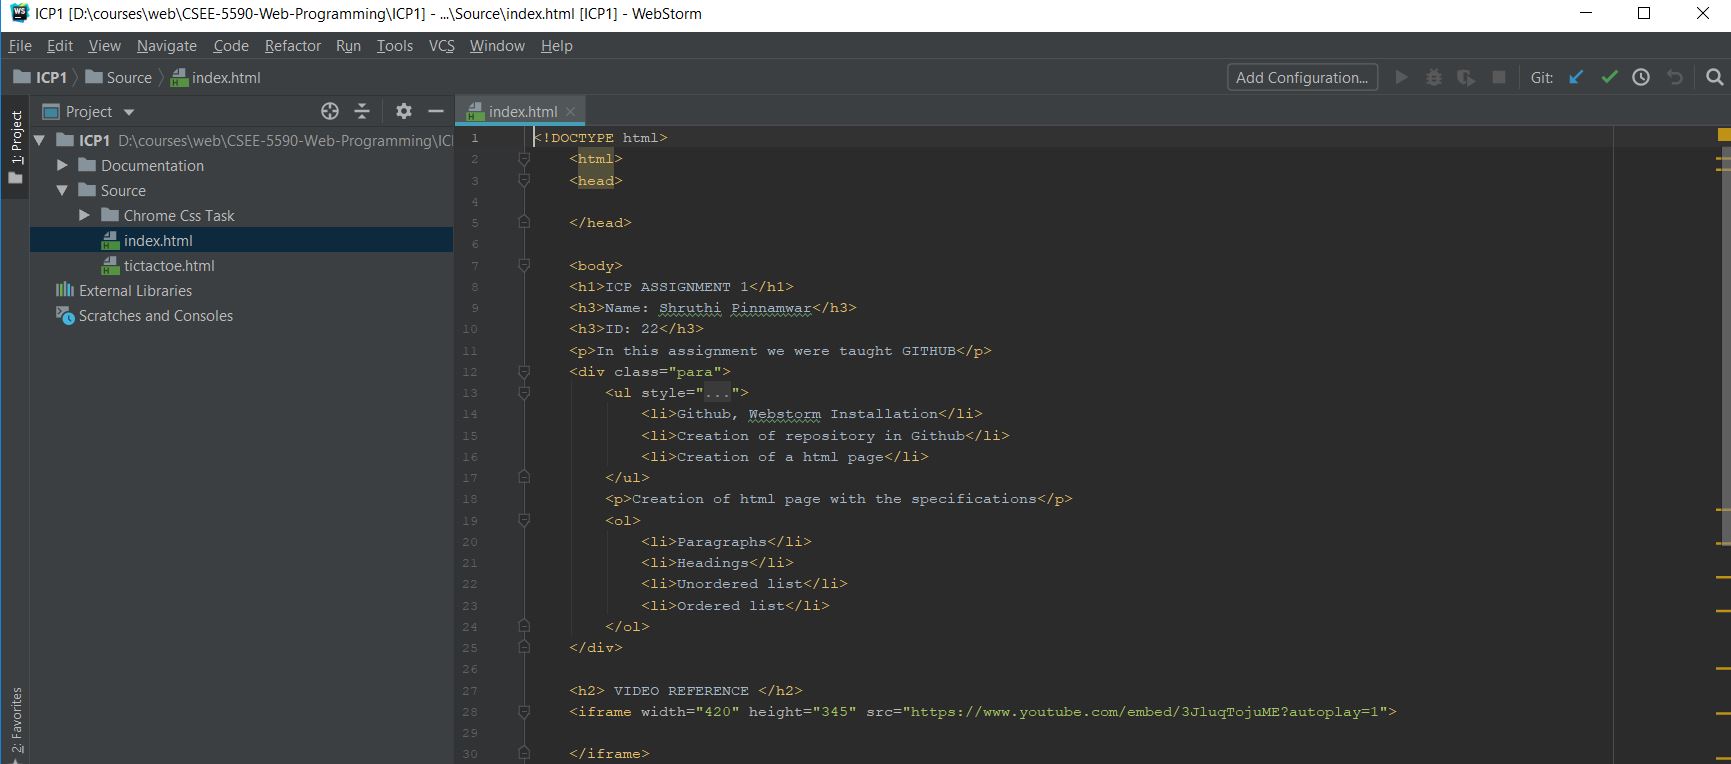 WS ICP1 [D:\courses\web\CSEE-5590-Web-Programming\ICP1] - ...\Source\index.html [ICP1] - WebStorm
File Edit View Navigate Code Refactor Run Tools VCS Window Help
ICP1 Source index.html Add Configuration... Git:
1: Project
Project
ICP1 D:\courses\web\CSEE-5590-Web-Programming\IC
Documentation
Source
Chrome Css Task
index.html
tictactoe.html
External Libraries
Scratches and Consoles
2: Favorites
index.html
1 <!DOCTYPE html>
2 <html>
3 <head>
4
5 </head>
6
7 <body>
8 <h1>ICP ASSIGNMENT 1</h1>
9 <h3>Name: Shruthi Pinnamwar</h3>
10 <h3>ID: 22</h3>
11 <p>In this assignment we were taught GITHUB</p>
12 <div class="para">
13 <ul style="...">
14 <li>Github, Webstorm Installation</li>
15 <li>Creation of repository in Github</li>
16 <li>Creation of a html page</li>
17 </ul>
18 <p>Creation of html page with the specifications</p>
19 <ol>
20 <li>Paragraphs</li>
21 <li>Headings</li>
22 <li>Unordered list</li>
23 <li>Ordered list</li>
24 </ol>
25 </div>
26
27 <h2> VIDEO REFERENCE </h2>
28 <iframe width="420" height="345" src="https://www.youtube.com/embed/3JluqTojuME?autoplay=1">
29
30 </iframe>